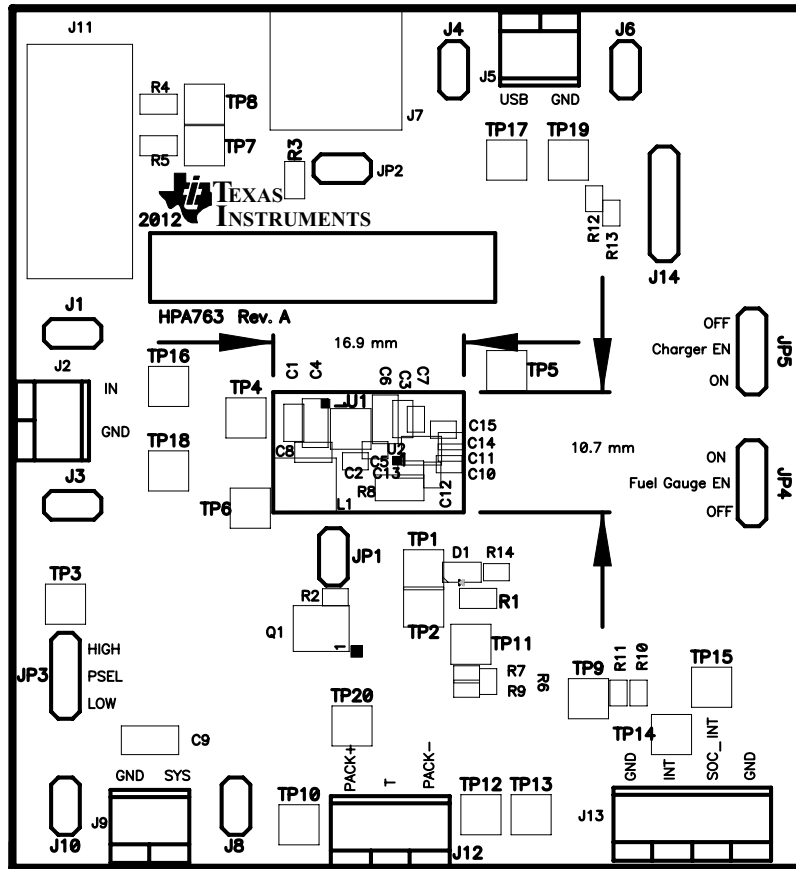 J11
J4
J6
R4
TP8
J5
USB
GND
J7
R5
TP7
R3
JP2
TP17
TP19
TEXAS
INSTRUMENTS
2012
R12
R13
J14
HPA763 Rev. A
J1
16.9 mm
OFF
Charger EN
ON
JP5
J2
IN
GND
TP16
TP4
C1
C4
C6
C3
C7
TP5
U1
C15
C14
C11
C10
C8
U2
C5
C2
C13
C12
R8
L1
10.7 mm
TP18
J3
TP6
ON
Fuel Gauge EN
OFF
JP4
JP1
TP1
D1
R14
TP3
R2
Q1
1
TP2
R1
TP11
HIGH
JP3
PSEL
LOW
R7
R9
R6
TP9
R11
R10
TP15
TP20
TP14
C9
GND
SYS
J9
J10
J8
TP10
PACK+
T
PACK-
J12
TP12
TP13
GND
INT
SOC_INT
GND
J13